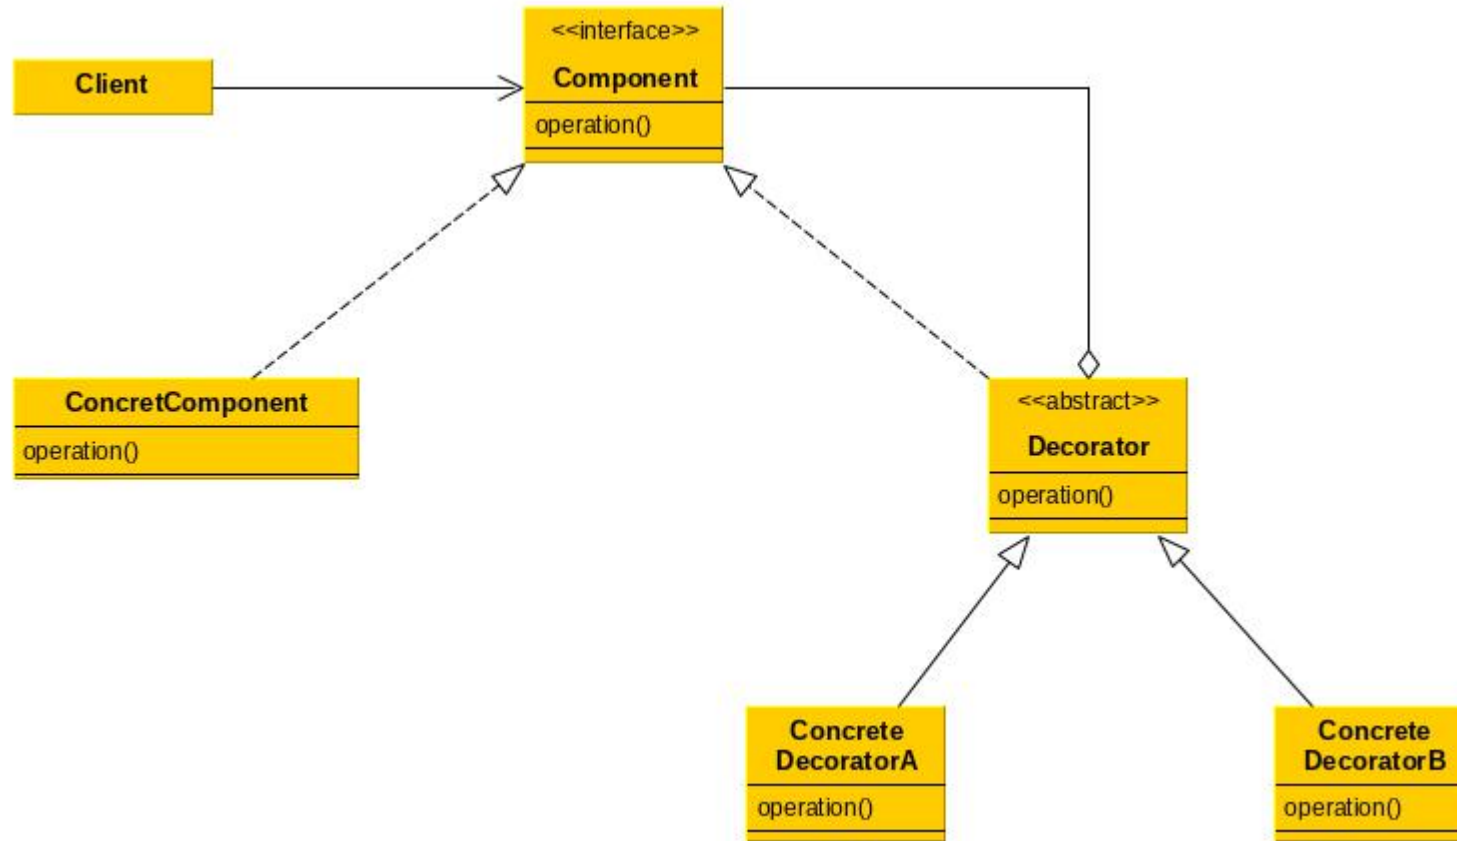 <<interface>>
Component
operation()
Client
ConcretComponent
operation()
<<abstract>>
Decorator
operation()
Concrete
DecoratorA
operation()
Concrete
DecoratorB
operation()